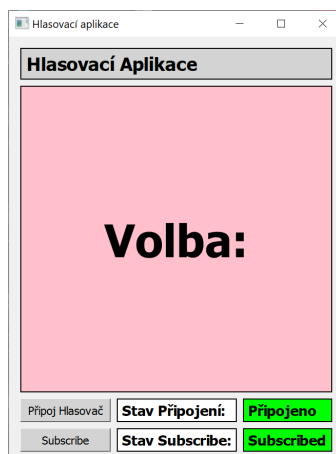 Hlasovací aplikace
Hlasovací Aplikace
Volba:
Připoj Hlasovač Stav Připojení: Připojeno
Subscribe Stav Subscribe: Subscribed